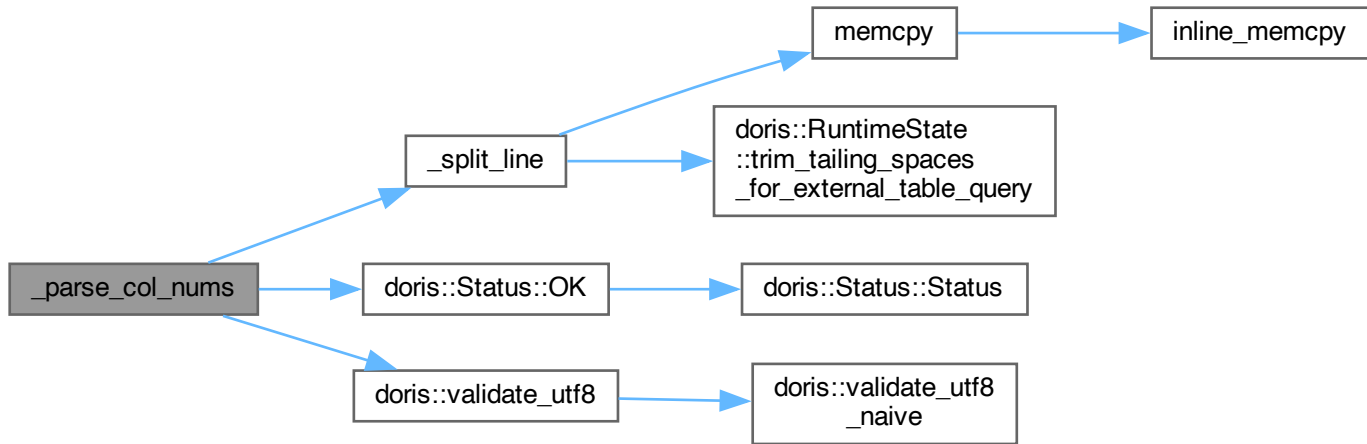 memcpy
inline_memcpy
_split_line
doris::RuntimeState
::trim_tailing_spaces
_for_external_table_query
_parse_col_nums
doris::Status::OK
doris::Status::Status
doris::validate_utf8
doris::validate_utf8
_naive